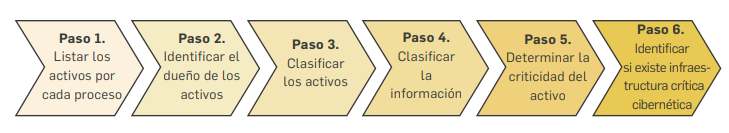 Paso 1.
Listar los
activos por
cada proceso
Paso 2.
Identificar el
dueño de los
activos
Paso 3.
Clasificar
los activos
Paso 4.
Clasificar
la
información
Paso 5.
Determinar la
criticidad del
activo
Paso 6.
Identificar
si existe infraes-
tructura crítica
cibernética